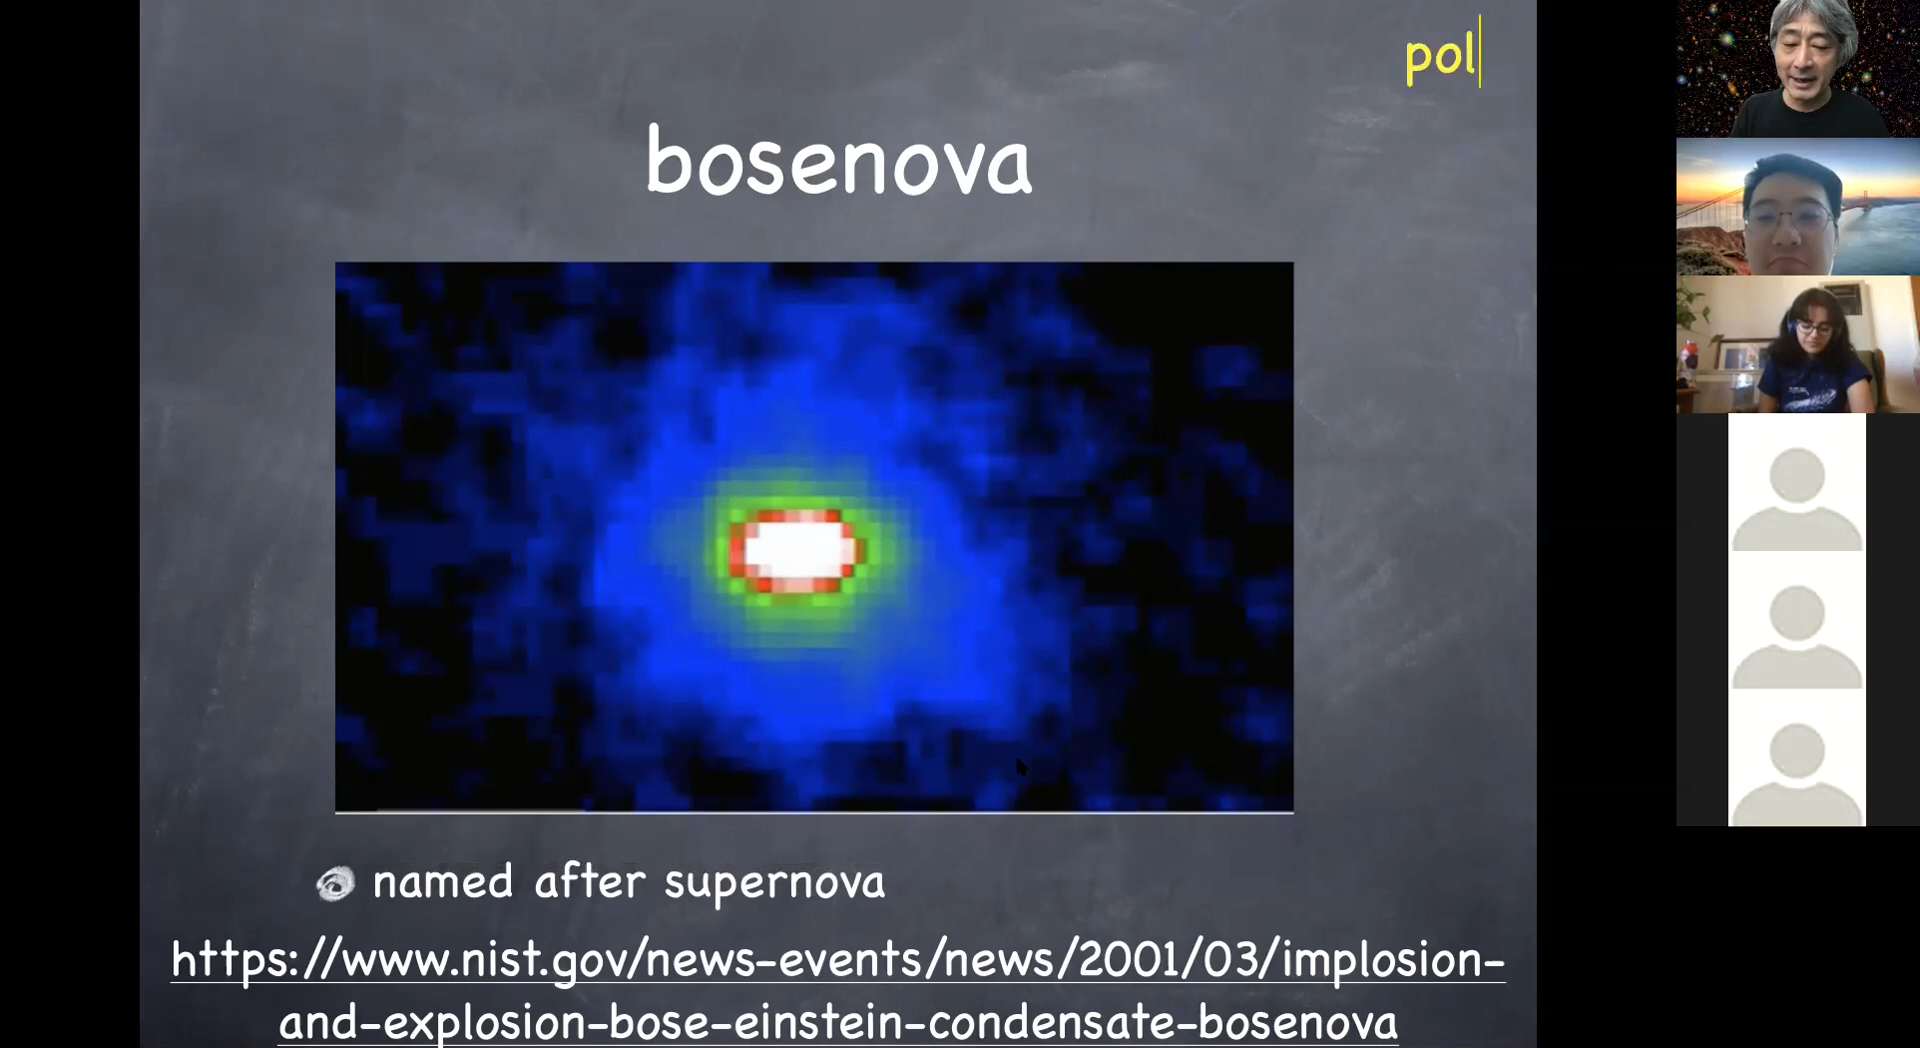 pol
bosenova
named after supernova
https://www.nist.gov/news-events/news/2001/03/implosion-
and-explosion-bose-einstein-condensate-bosenova